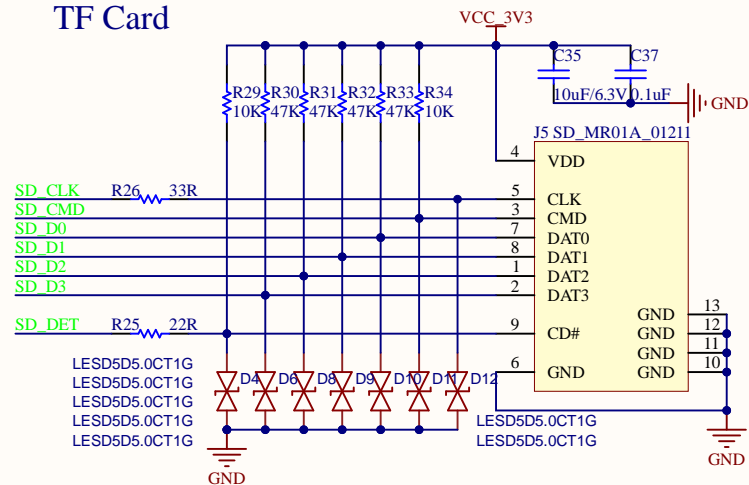 TF Card
VCC_3V3
C35
C37
10uF/6.3V
0.1uF
GND
R29
10K
R30
47K
R31
47K
R32
47K
R33
47K
R34
10K
J5 SD_MR01A_01211
4 VDD
SD_CLK R26 33R 5 CLK
SD_CMD 3 CMD
SD_D0 7 DAT0
SD_D1 8 DAT1
SD_D2 1 DAT2
SD_D3 2 DAT3
SD_DET R25 22R 9 CD#
6 GND
GND 13
GND 12
GND 11
GND 10
LESD5D5.0CT1G
LESD5D5.0CT1G
LESD5D5.0CT1G
LESD5D5.0CT1G
LESD5D5.0CT1G
D4 D6 D8 D9 D10 D11 D12
LESD5D5.0CT1G
LESD5D5.0CT1G
GND
GND